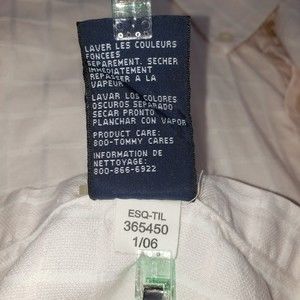 LAVER LES COULEURS
FONCEES
SEPAREMENT. SECHER
IMMEDIATEMENT
REPASSER A LA
VAPEUR
LAVAR LOS COLORES
OSCUROS SEPARADO
SECAR PRONTO
PLANCHAR CON VAPOR
PRODUCT CARE:
800-TOMMY CARES
INFORMATION DE
NETTOYAGE:
800-866-6922
ESQ-TIL
365450
1/06